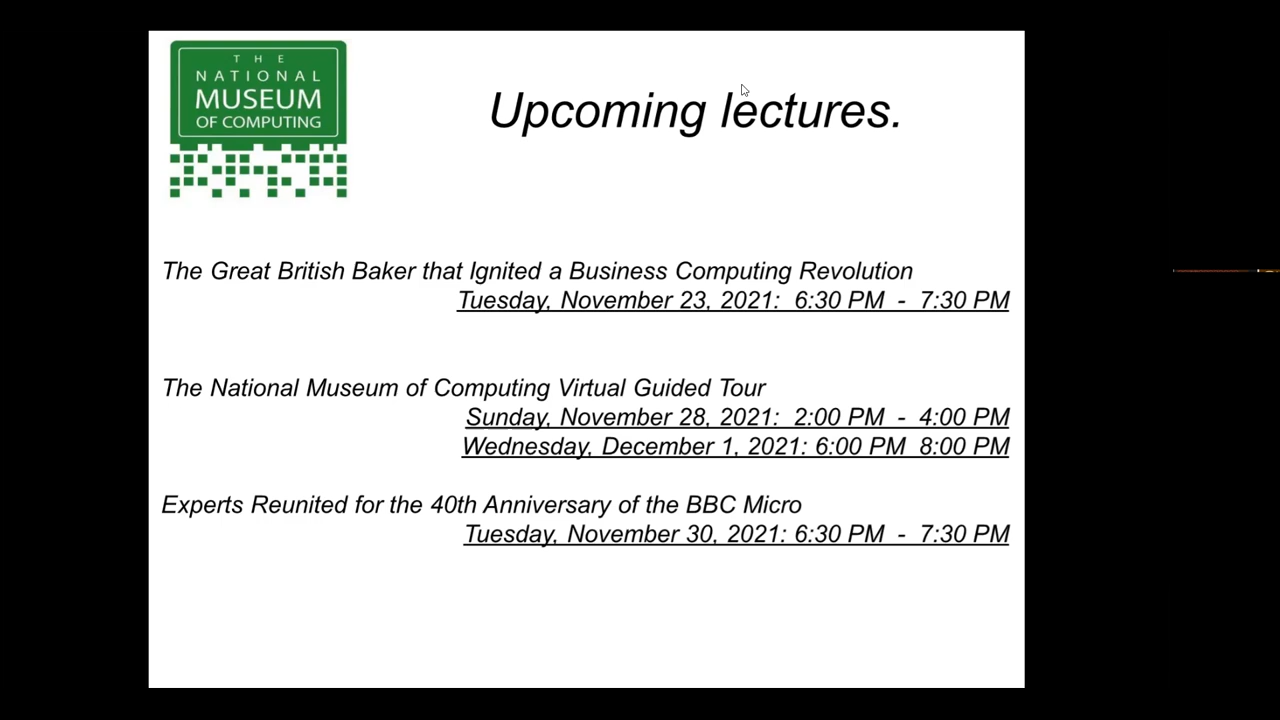 THE
NATIONAL
MUSEUM
OF COMPUTING
Upcoming lectures.
The Great British Baker that Ignited a Business Computing Revolution
Tuesday, November 23, 2021:  6:30 PM  -  7:30 PM
The National Museum of Computing Virtual Guided Tour
Sunday, November 28, 2021:  2:00 PM  -  4:00 PM
Wednesday, December 1, 2021: 6:00 PM  8:00 PM
Experts Reunited for the 40th Anniversary of the BBC Micro
Tuesday, November 30, 2021: 6:30 PM  -  7:30 PM